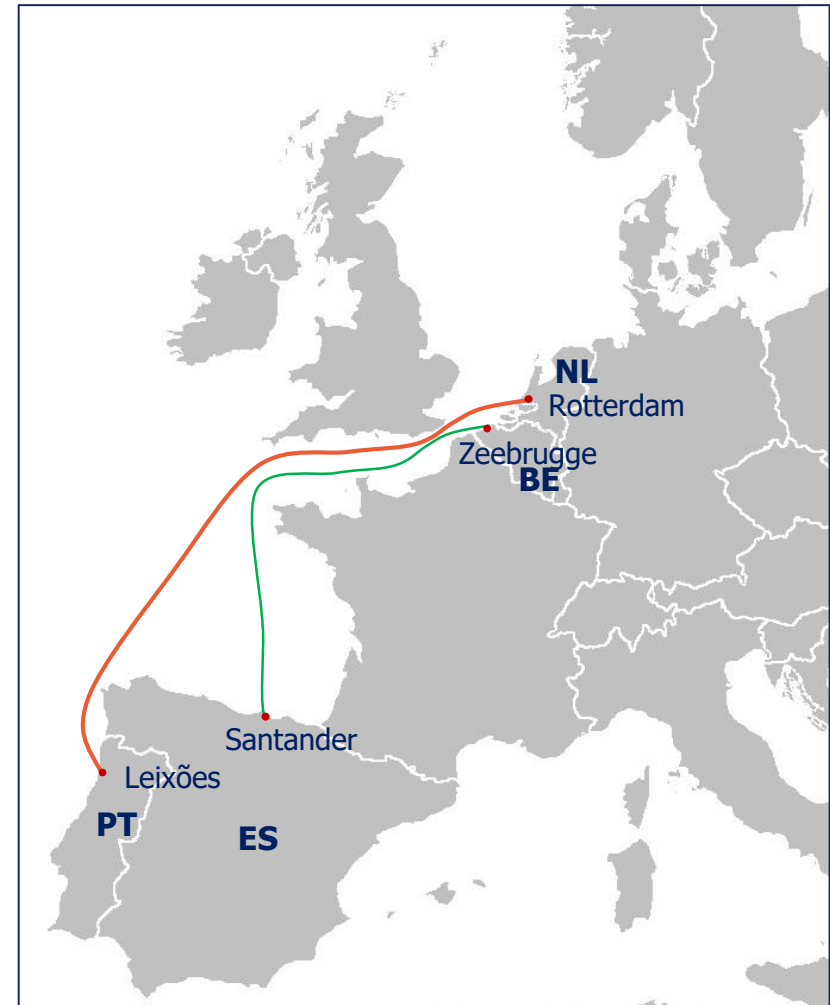 NL
Rotterdam
Zeebrugge
BE
Santander
Leixões
PT
ES